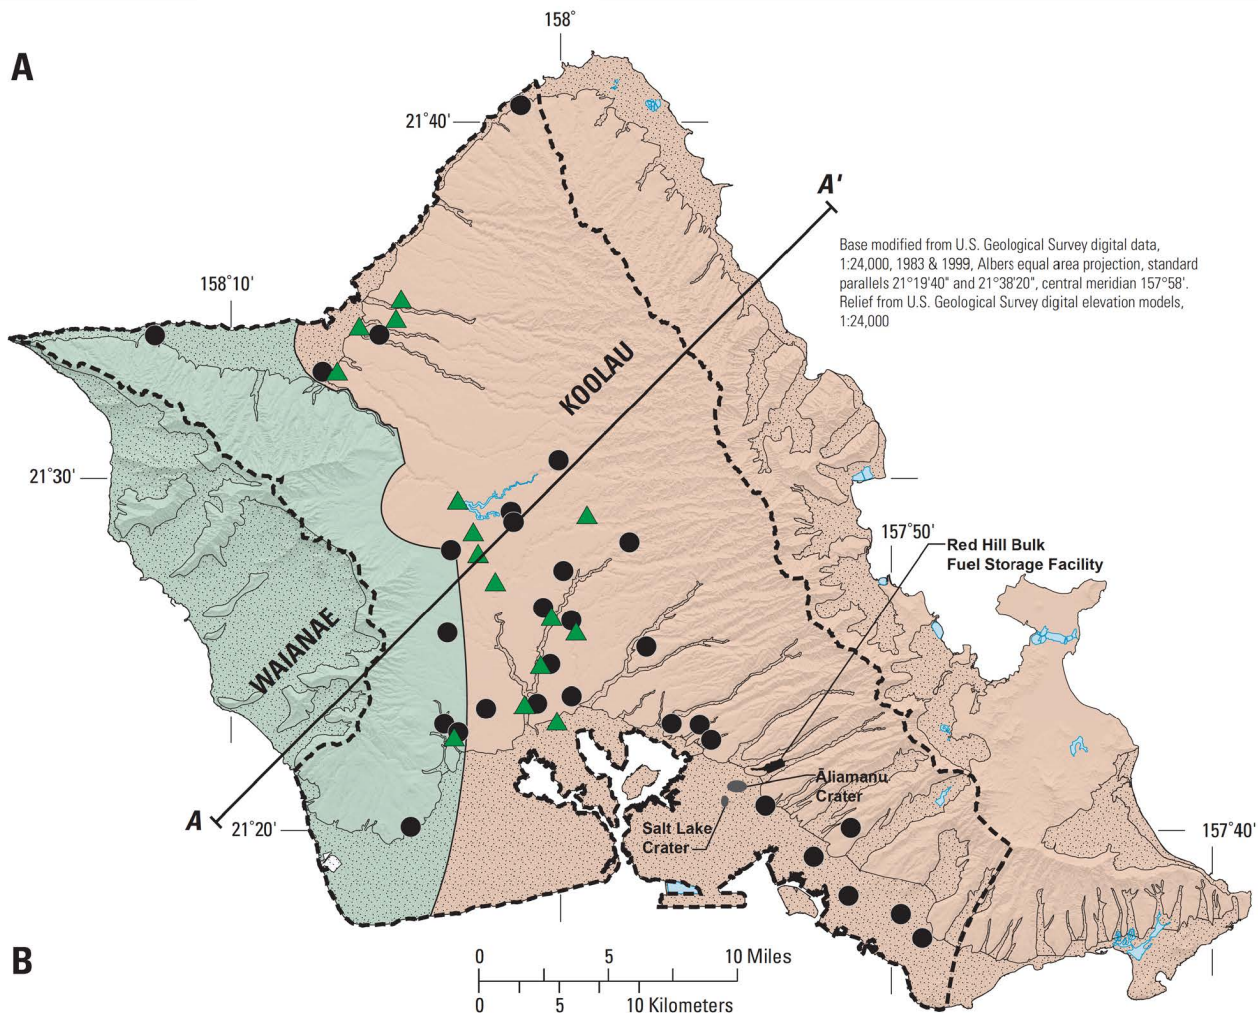 158°
A
21°40'
A'
Base modified from U.S. Geological Survey digital data,
1:24,000, 1983 & 1999, Albers equal area projection, standard
parallels 21°19'40" and 21°38'20", central meridian 157°58'.
Relief from U.S. Geological Survey digital elevation models,
1:24,000
158°10'
KOOLAU
21°30'
157°50'
Red Hill Bulk
Fuel Storage Facility
WAIANAE
Āliamanu
Crater
A
21°20'
Salt Lake
Crater
157°40'
B
0 5 10 Miles
0 5 10 Kilometers